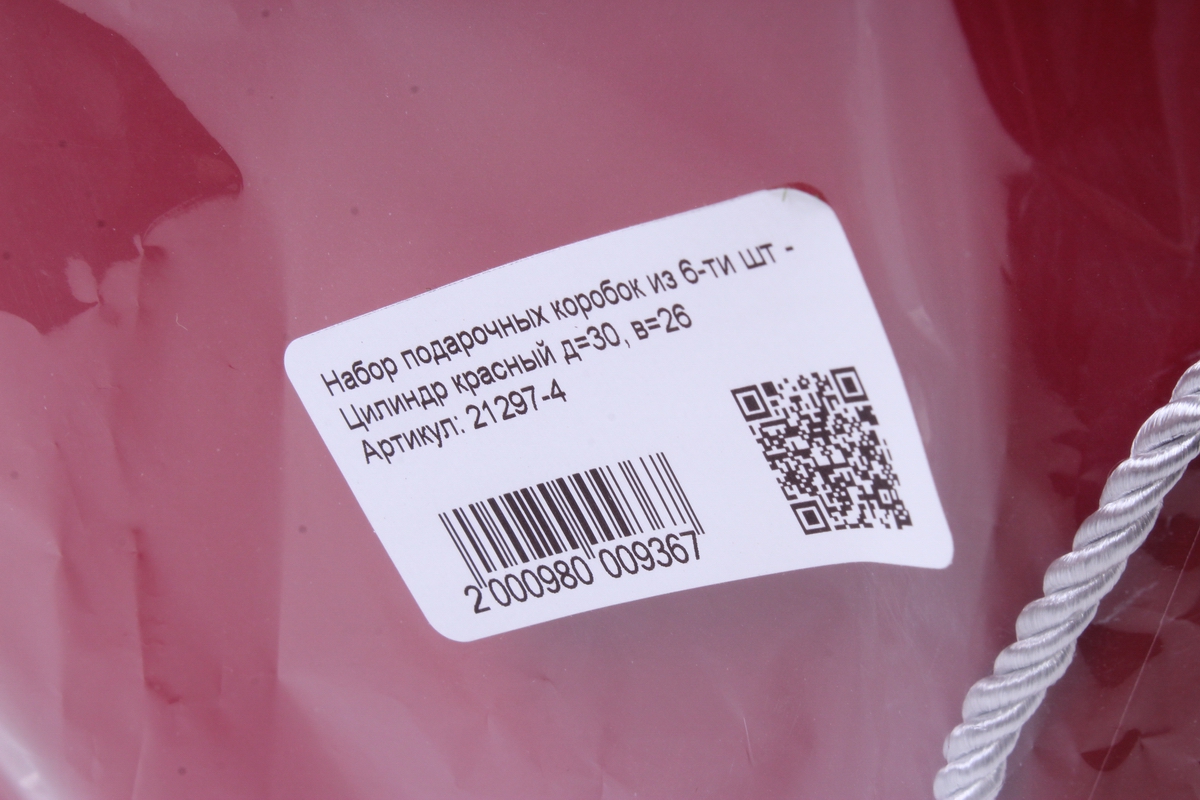 Набор подарочных коробок из 6-ти шт -
Цилиндр красный д=30, в=26
Артикул: 21297-4
2 000980 009367